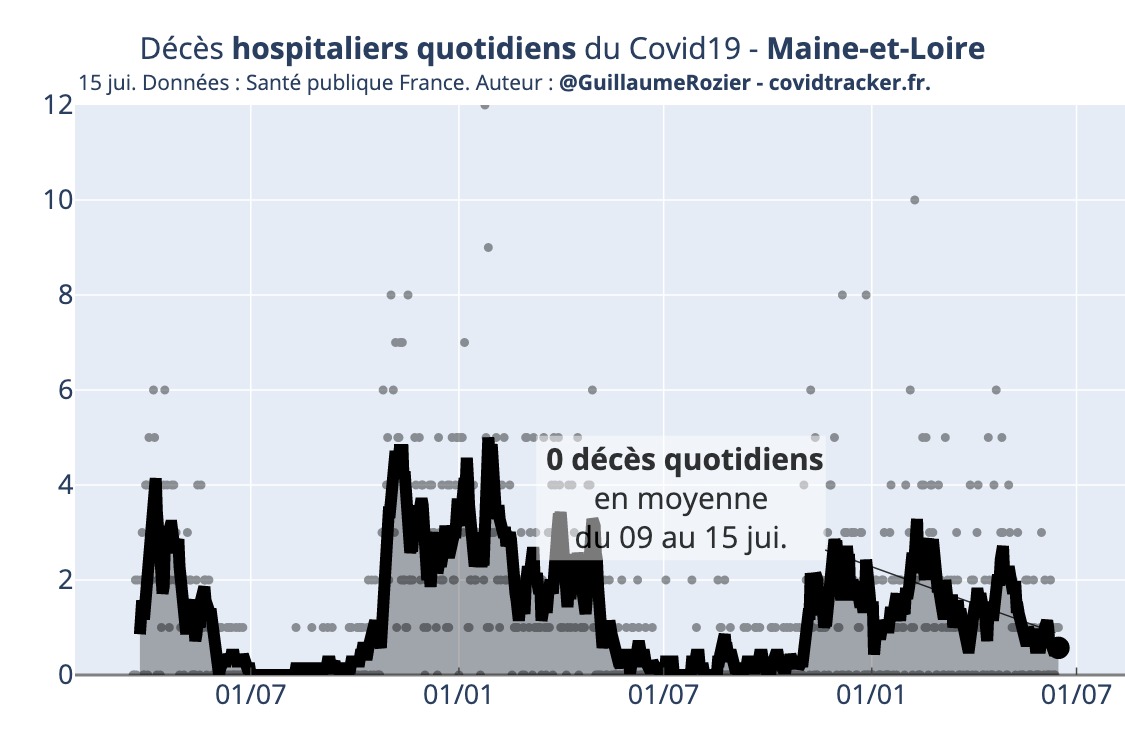 Décès hospitaliers quotidiens du Covid19 - Maine-et-Loire
15 jui. Données : Santé publique France. Auteur : @GuillaumeRozier - covidtracker.fr.
12
10
8
6
4
2
0
0 décès quotidiens
en moyenne
du 09 au 15 jui.
01/07 01/01 01/07 01/01 01/07